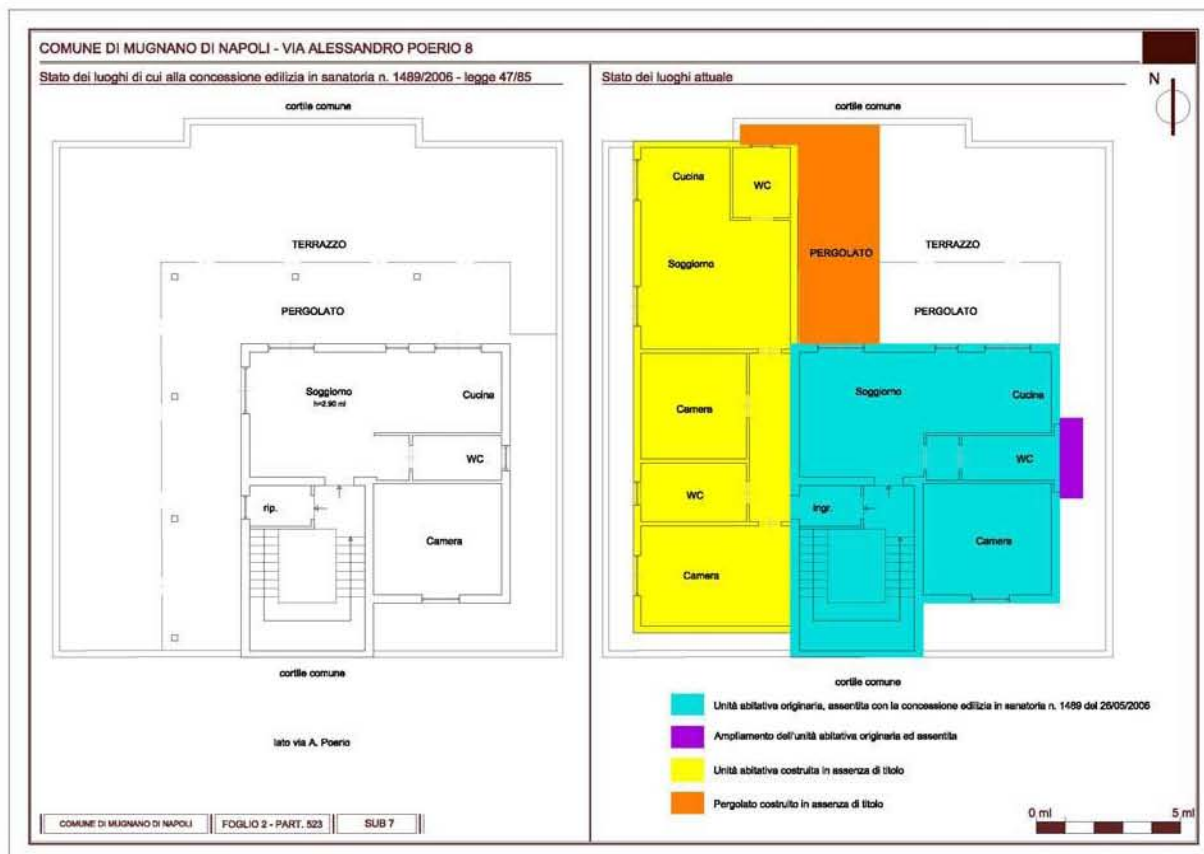 COMUNE DI MUGNANO DI NAPOLI - VIA ALESSANDRO POERIO 8
Stato dei luoghi di cui alla concessione edilizia in sanatoria n. 1489/2006 - legge 47/85
cortile comune
TERRAZZO
PERGOLATO
Soggiorno
h=2.90 ml
Cucina
WC
rip.
Camera
cortile comune
lato via A. Poerio
COMUNE DI MUGNANO DI NAPOLI
FOGLIO 2 - PART. 523
SUB 7
Stato dei luoghi attuale
N
cortile comune
Cucina
WC
Soggiorno
PERGOLATO
TERRAZZO
PERGOLATO
Camera
Soggiorno
Cucina
WC
WC
ingr.
Camera
Camera
cortile comune
Unità abitativa originaria, assentita con la concessione edilizia in sanatoria n. 1489 del 26/05/2006
Ampliamento dell'unità abitativa originaria ed assentita
Unità abitativa costruita in assenza di titolo
Pergolato costruito in assenza di titolo
0 ml
5 ml